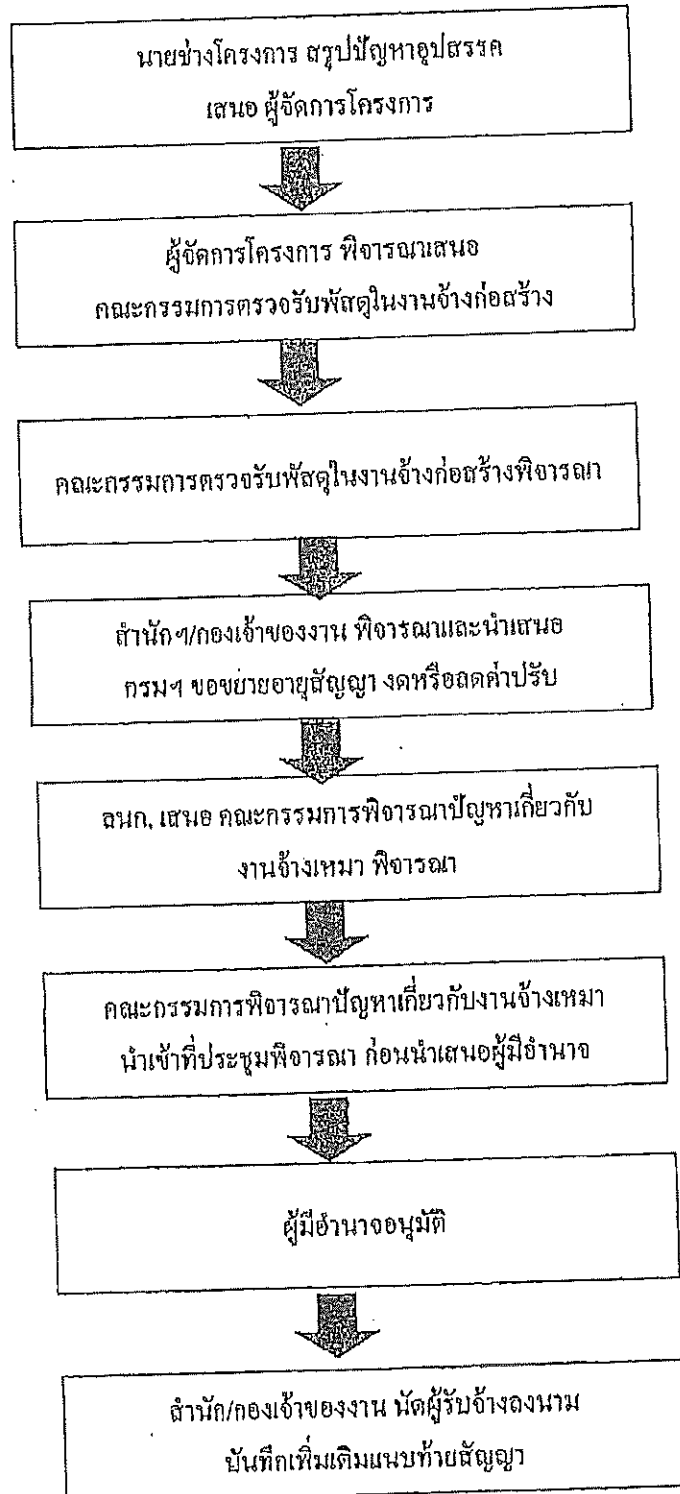 นายช่างโครงการ สรุปปัญหาอุปสรรค
เสนอ ผู้จัดการโครงการ
ผู้จัดการโครงการ พิจารณาเสนอ
คณะกรรมการตรวจรับพัสดุในงานจ้างก่อสร้าง
คณะกรรมการตรวจรับพัสดุในงานจ้างก่อสร้างพิจารณา
สำนักฯ/กองเจ้าของงาน พิจารณาและนำเสนอ
กรมฯ ขอขยายอายุสัญญา งดหรือลดค่าปรับ
ลนก. เสนอ คณะกรรมการพิจารณาปัญหาเกี่ยวกับ
งานจ้างเหมา พิจารณา
คณะกรรมการพิจารณาปัญหาเกี่ยวกับงานจ้างเหมา
นำเข้าที่ประชุมพิจารณา ก่อนนำเสนอผู้มีอำนาจ
ผู้มีอำนาจอนุมัติ
สำนัก/กองเจ้าของงาน นัดผู้รับจ้างลงนาม
บันทึกเพิ่มเติมแนบท้ายสัญญา